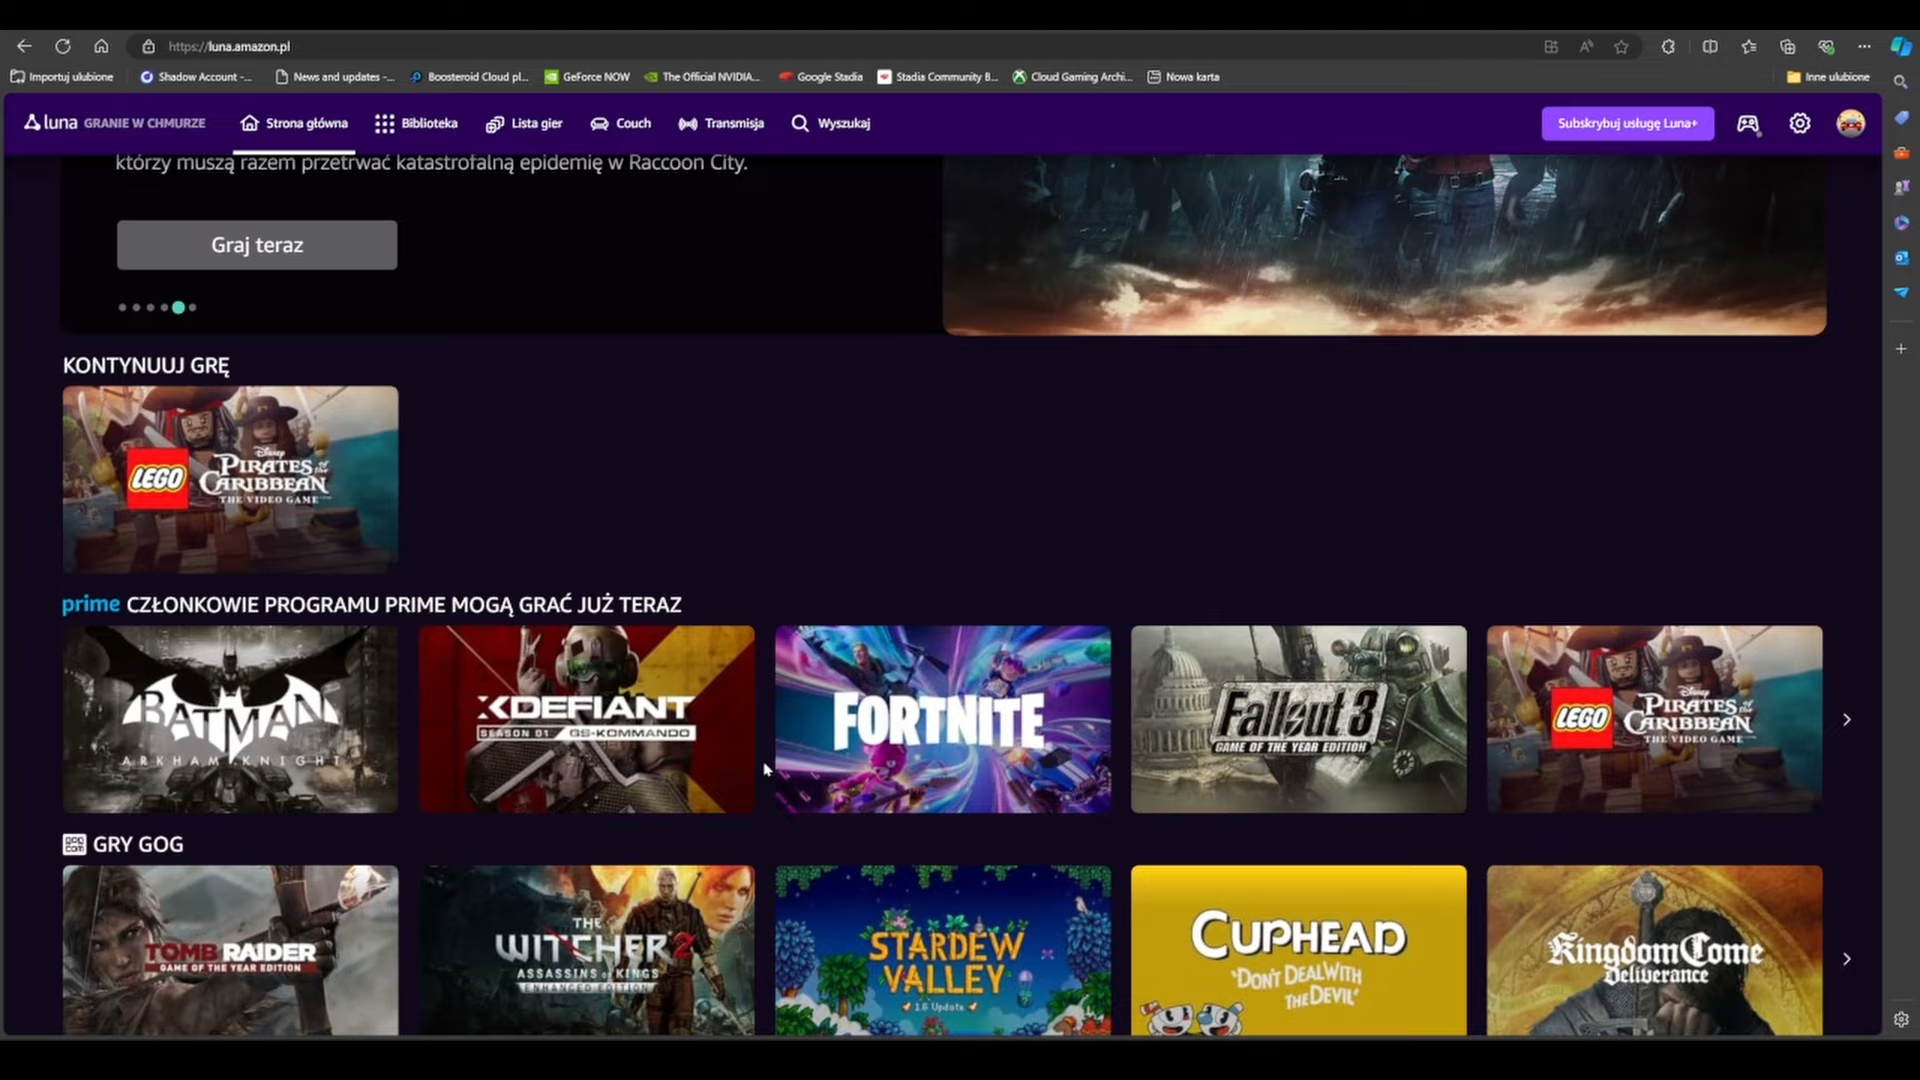 https://luna.amazon.pl
Importuj ulubione
Shadow Account -...
News and updates -...
Boosteroid Cloud pl...
GeForce NOW
The Official NVIDIA...
Google Stadia
Stadia Community B...
Cloud Gaming Archi...
Nowa karta
Inne ulubione
luna GRANIE W CHMURZE
Strona główna
Biblioteka
Lista gier
Couch
Transmisja
Wyszukaj
Subskrybuj usługę Luna+
którzy muszą razem przetrwać katastrofalną epidemię w Raccoon City.
Graj teraz
KONTYNUUJ GRĘ
LEGO
Disney
PIRATES of the
CARIBBEAN
THE VIDEO GAME
prime CZŁONKOWIE PROGRAMU PRIME MOGĄ GRAĆ JUŻ TERAZ
BATMAN
ARKHAM KNIGHT
XDEFIANT
SEASON 01 GS-KOMMANDO
FORTNITE
Fallout 3
GAME OF THE YEAR EDITION
LEGO
Disney
PIRATES of the
CARIBBEAN
THE VIDEO GAME
GOG COM GRY GOG
TOMB RAIDER
GAME OF THE YEAR EDITION
THE
WITCHER 2
ASSASSINS of KINGS
ENHANCED EDITION
STARDEW
VALLEY
1.6 Update
CUPHEAD
"DON'T DEAL WITH
THE DEVIL"
Kingdom Come
Deliverance